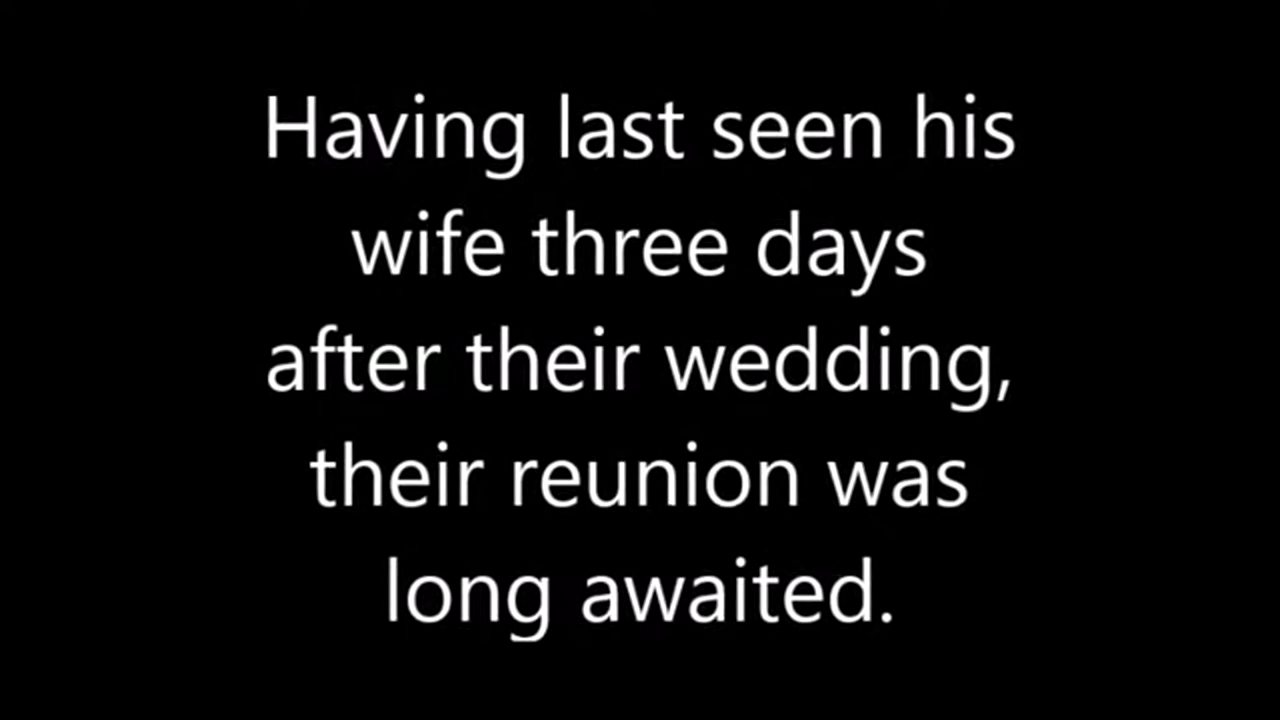 Having last seen his
wife three days
after their wedding,
their reunion was
long awaited.